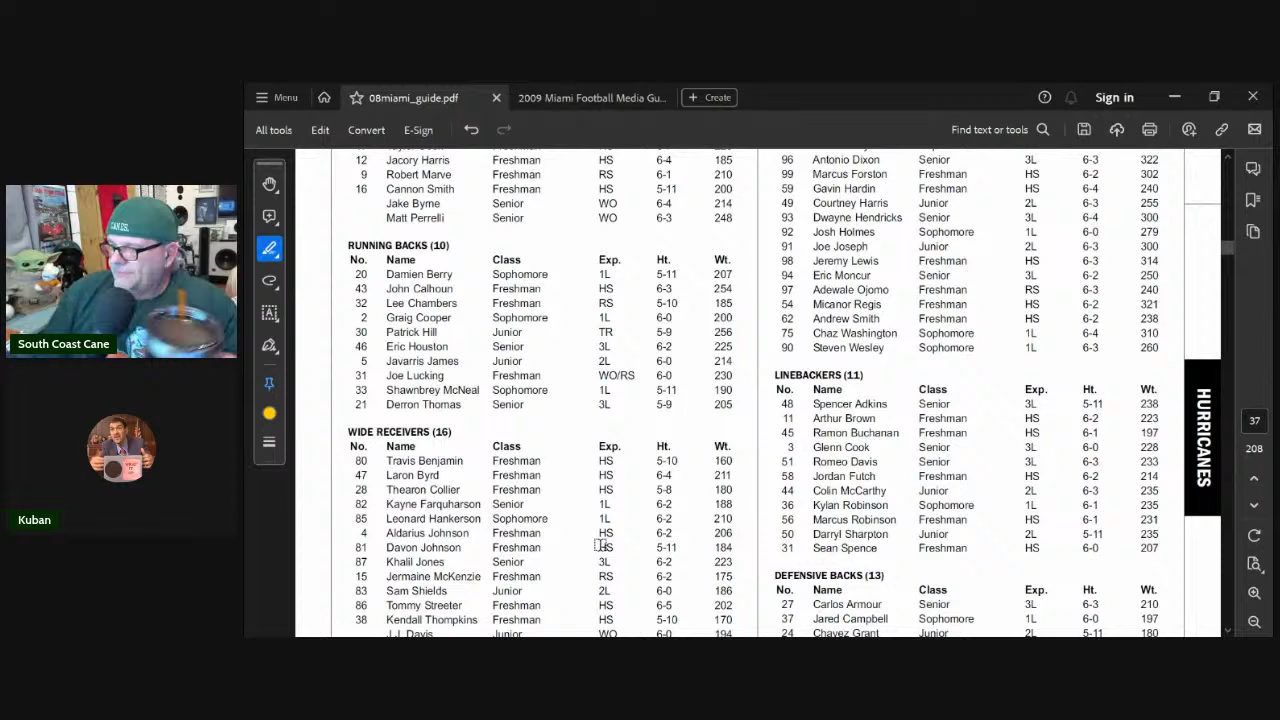 Menu
08miami_guide.pdf
2009 Miami Football Media Gu...
+ Create
Sign in
All tools
Edit
Convert
E-Sign
Find text or tools
12 Jacory Harris Freshman HS 6-4 185
9 Robert Marve Freshman RS 6-1 210
16 Cannon Smith Freshman HS 5-11 200
Jake Byrne Senior WO 6-4 214
Matt Perrelli Senior WO 6-3 248
RUNNING BACKS (10)
No. Name Class Exp. Ht. Wt.
20 Damien Berry Sophomore 1L 5-11 207
43 John Calhoun Freshman HS 6-3 254
32 Lee Chambers Freshman RS 5-10 185
2 Graig Cooper Sophomore 1L 6-0 200
30 Patrick Hill Junior TR 5-9 256
46 Eric Houston Senior 3L 6-2 225
5 Javarris James Junior 2L 6-0 214
31 Joe Lucking Freshman WO/RS 6-0 230
33 Shawnbrey McNeal Sophomore 1L 5-11 190
21 Derron Thomas Senior 3L 5-9 205
WIDE RECEIVERS (16)
No. Name Class Exp. Ht. Wt.
80 Travis Benjamin Freshman HS 5-10 160
47 Laron Byrd Freshman HS 6-4 211
28 Thearon Collier Freshman HS 5-8 180
82 Kayne Farquharson Senior 1L 6-2 188
85 Leonard Hankerson Sophomore 1L 6-2 210
4 Aldarius Johnson Freshman HS 6-2 206
81 Davon Johnson Freshman HS 5-11 184
87 Khalil Jones Senior 3L 6-2 223
15 Jermaine McKenzie Freshman RS 6-2 175
83 Sam Shields Junior 2L 6-0 186
86 Tommy Streeter Freshman HS 6-5 202
38 Kendall Thompkins Freshman HS 5-10 170
J.J. Davis Junior WO 6-0 194
96 Antonio Dixon Senior 3L 6-3 322
99 Marcus Forston Freshman HS 6-2 302
59 Gavin Hardin Freshman HS 6-4 240
49 Courtney Harris Junior 2L 6-3 255
93 Dwayne Hendricks Senior 3L 6-4 300
92 Josh Holmes Sophomore 1L 6-0 279
91 Joe Joseph Junior 2L 6-3 300
98 Jeremy Lewis Freshman HS 6-3 314
94 Eric Moncur Senior 3L 6-2 250
97 Adewale Ojomo Freshman RS 6-3 240
54 Micanor Regis Freshman HS 6-2 321
62 Andrew Smith Freshman HS 6-2 238
75 Chaz Washington Sophomore 1L 6-4 310
90 Steven Wesley Sophomore 1L 6-3 260
LINEBACKERS (11)
No. Name Class Exp. Ht. Wt.
48 Spencer Adkins Senior 3L 5-11 238
11 Arthur Brown Freshman HS 6-2 223
45 Ramon Buchanan Freshman HS 6-1 197
3 Glenn Cook Senior 3L 6-0 228
51 Romeo Davis Senior 3L 6-3 233
58 Jordan Futch Freshman HS 6-2 214
44 Colin McCarthy Junior 2L 6-3 235
36 Kylan Robinson Sophomore 1L 6-1 235
56 Marcus Robinson Freshman HS 6-1 231
50 Darryl Sharpton Junior 2L 5-11 235
31 Sean Spence Freshman HS 6-0 207
DEFENSIVE BACKS (13)
No. Name Class Exp. Ht. Wt.
27 Carlos Armour Senior 3L 6-3 210
37 Jared Campbell Sophomore 1L 6-0 197
24 Chavez Grant Junior 2L 5-11 180
HURRICANES
37
208
CANES.
South Coast Cane
Kuban